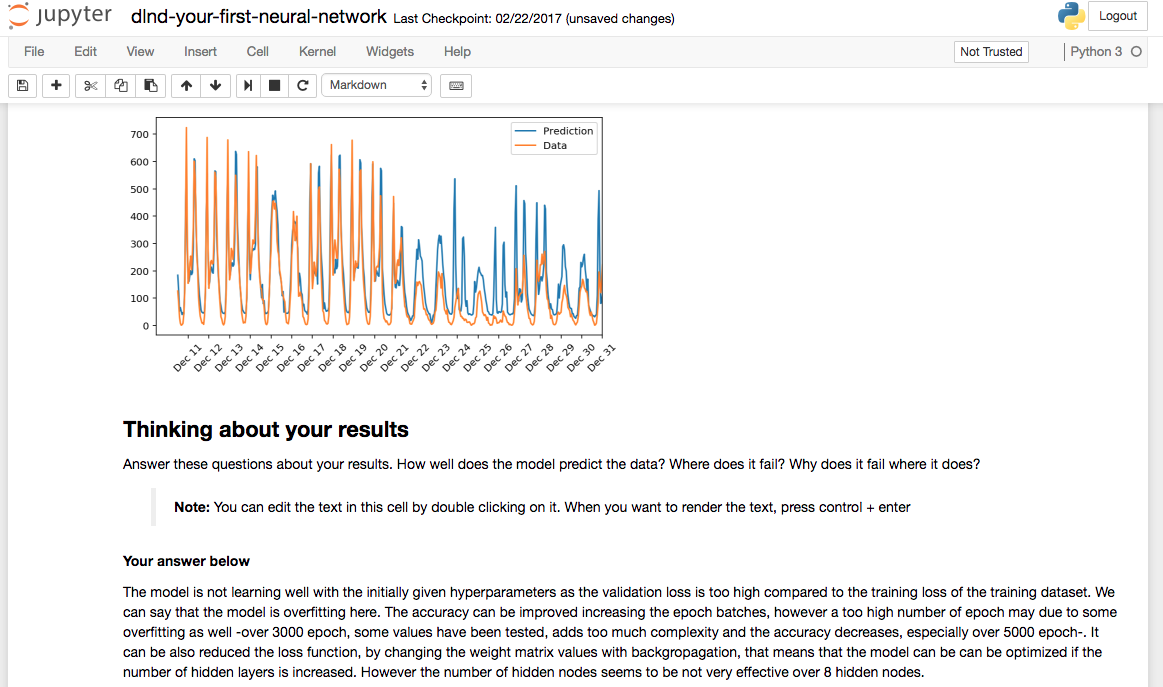 jupyter dlnd-your-first-neural-network Last Checkpoint: 02/22/2017 (unsaved changes) Logout
File Edit View Insert Cell Kernel Widgets Help Not Trusted Python 3
Markdown
Prediction
Data
700
600
500
400
300
200
100
0
Dec 11 Dec 12 Dec 13 Dec 14 Dec 15 Dec 16 Dec 17 Dec 18 Dec 19 Dec 20 Dec 21 Dec 22 Dec 23 Dec 24 Dec 25 Dec 26 Dec 27 Dec 28 Dec 29 Dec 30 Dec 31
Thinking about your results
Answer these questions about your results. How well does the model predict the data? Where does it fail? Why does it fail where it does?
Note: You can edit the text in this cell by double clicking on it. When you want to render the text, press control + enter
Your answer below
The model is not learning well with the initially given hyperparameters as the validation loss is too high compared to the training loss of the training dataset. We
can say that the model is overfitting here. The accuracy can be improved increasing the epoch batches, however a too high number of epoch may due to some
overfitting as well -over 3000 epoch, some values have been tested, adds too much complexity and the accuracy decreases, especially over 5000 epoch-. It
can be also reduced the loss function, by changing the weight matrix values with backgropagation, that means that the model can be can be optimized if the
number of hidden layers is increased. However the number of hidden nodes seems to be not very effective over 8 hidden nodes.